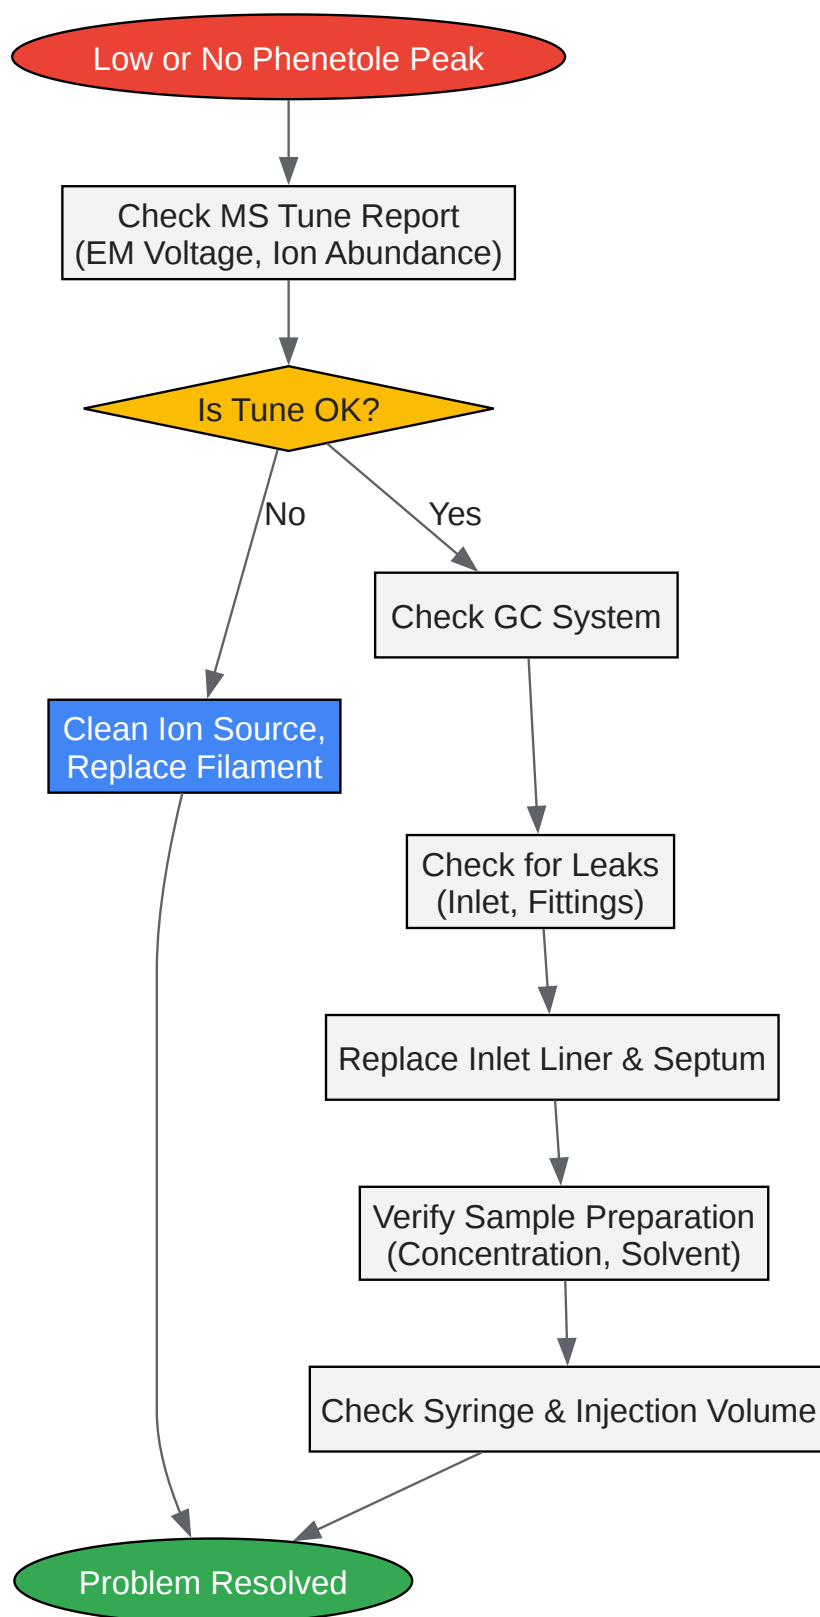 Low or No Phenetole Peak
Check MS Tune Report
(EM Voltage, Ion Abundance)
Is Tune OK?
No
Yes
Check GC System
Clean Ion Source,
Replace Filament
Check for Leaks
(Inlet, Fittings)
Replace Inlet Liner & Septum
Verify Sample Preparation
(Concentration, Solvent)
Check Syringe & Injection Volume
Problem Resolved